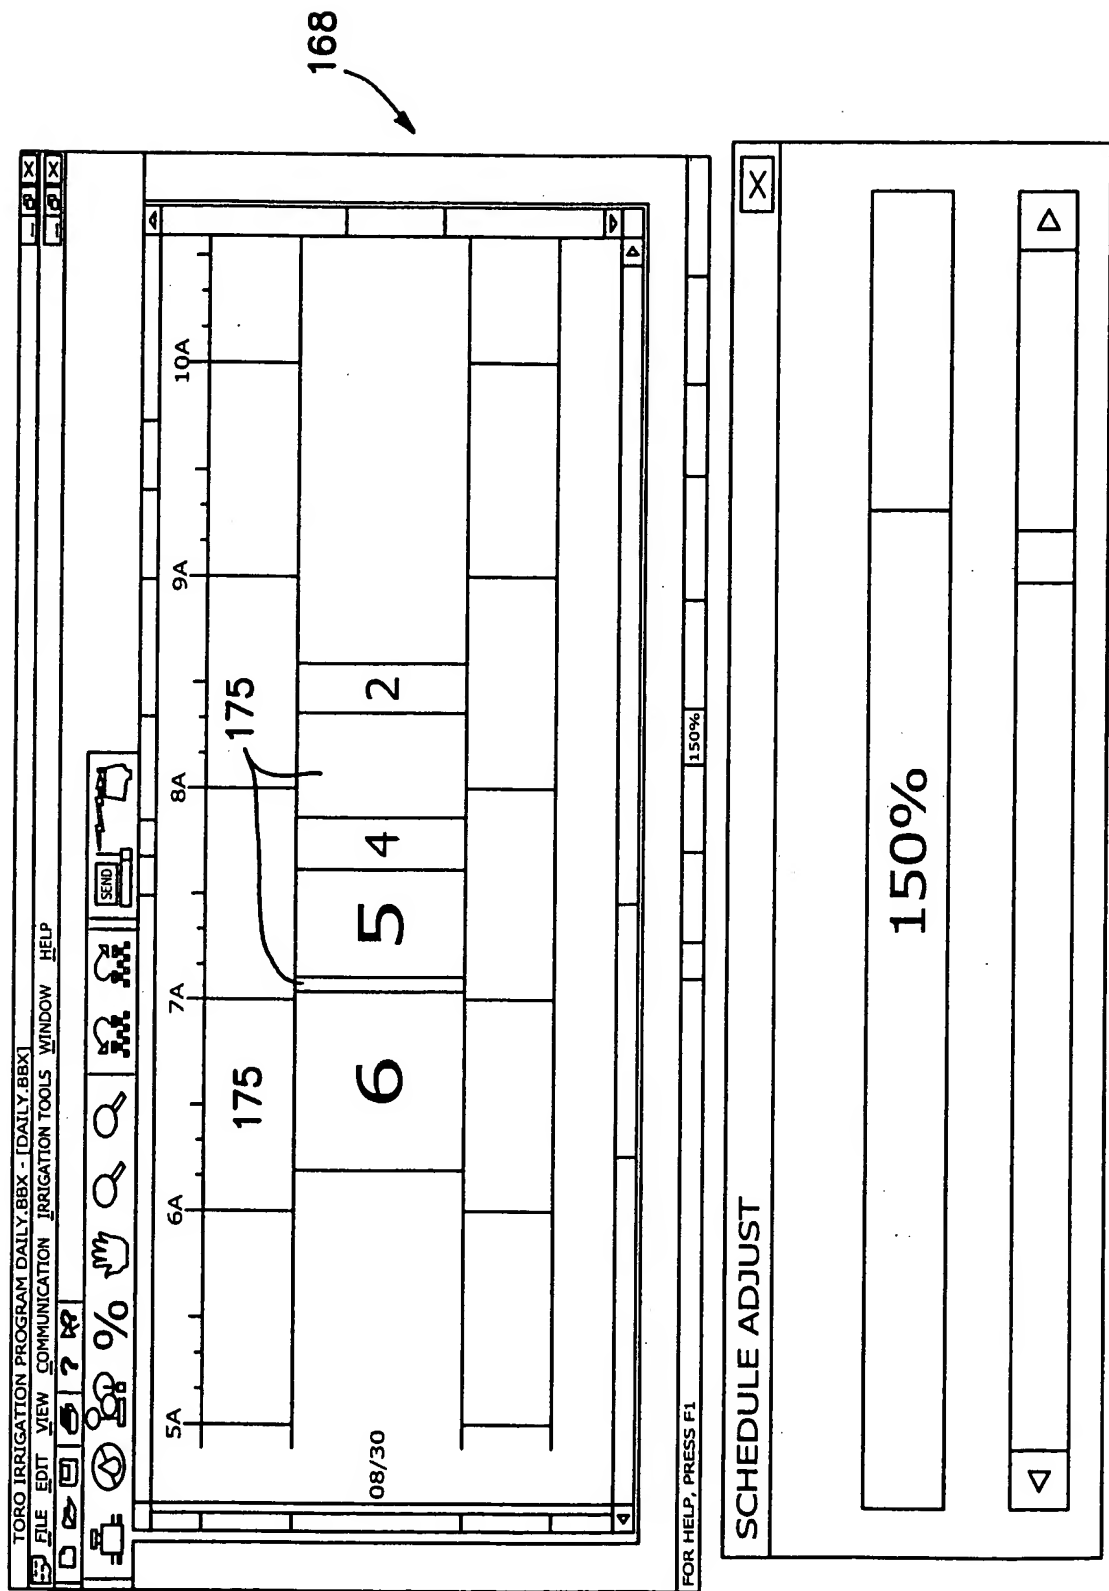 TORO IRRIGATION PROGRAM DAILY.BBX - [DAILY.BBX]
FILE EDIT VIEW COMMUNICATION IRRIGATION TOOLS WINDOW HELP
?
%
SEND
5A 6A 7A 8A 9A 10A
175 175
08/30
6 5 4 2
FOR HELP, PRESS F1 150%
168
SCHEDULE ADJUST X
150%